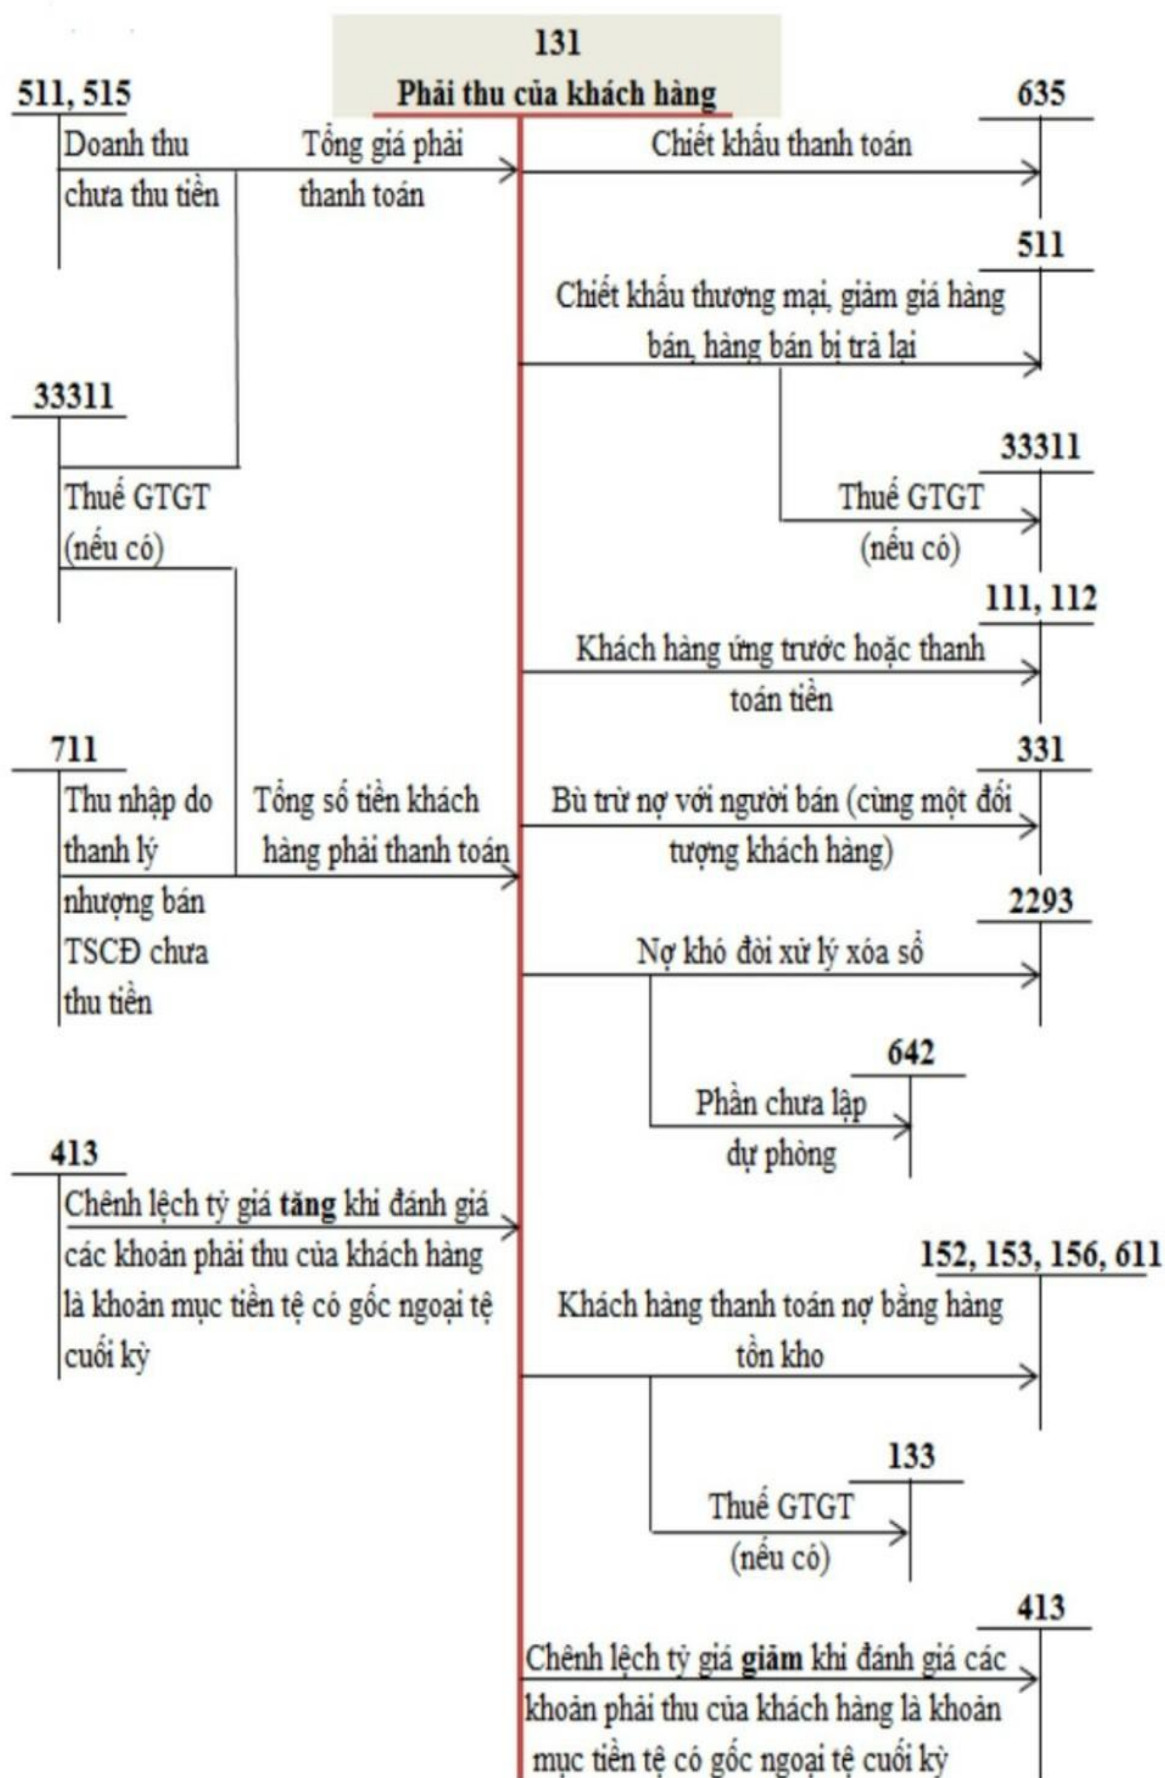 131
Phải thu của khách hàng
511, 515
Doanh thu
chưa thu tiền
Tổng giá phải
thanh toán
33311
Thuế GTGT
(nếu có)
711
Thu nhập do
thanh lý
nhượng bán
TSCĐ chưa
thu tiền
Tổng số tiền khách
hàng phải thanh toán
413
Chênh lệch tỷ giá tăng khi đánh giá
các khoản phải thu của khách hàng
là khoản mục tiền tệ có gốc ngoại tệ
cuối kỳ
635
Chiết khấu thanh toán
511
Chiết khấu thương mại, giảm giá hàng
bán, hàng bán bị trả lại
33311
Thuế GTGT
(nếu có)
111, 112
Khách hàng ứng trước hoặc thanh
toán tiền
331
Bù trừ nợ với người bán (cùng một đối
tượng khách hàng)
2293
Nợ khó đòi xử lý xóa sổ
642
Phần chưa lập
dự phòng
152, 153, 156, 611
Khách hàng thanh toán nợ bằng hàng
tồn kho
133
Thuế GTGT
(nếu có)
413
Chênh lệch tỷ giá giảm khi đánh giá các
khoản phải thu của khách hàng là khoản
mục tiền tệ có gốc ngoại tệ cuối kỳ